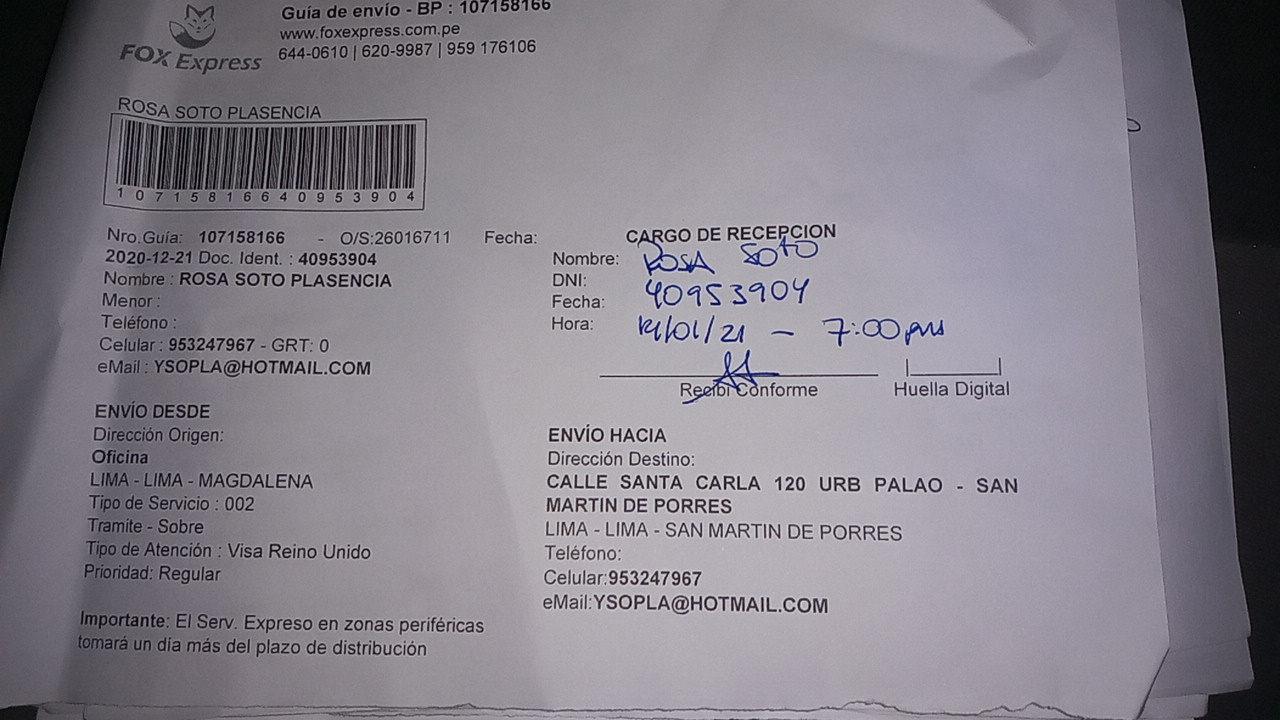 Guía de envío - BP : 107158166
www.foxexpress.com.pe
644-0610 | 620-9987 | 959 176106
FOX Express
ROSA SOTO PLASENCIA
1 0 7 1 5 8 1 6 6 4 0 9 5 3 9 0 4
Nro.Guía: 107158166 - O/S:26016711 Fecha:
2020-12-21 Doc. Ident. : 40953904
Nombre : ROSA SOTO PLASENCIA
Menor :
Teléfono :
Celular : 953247967 - GRT: 0
eMail : YSOPLA@HOTMAIL.COM
CARGO DE RECEPCION
Nombre: ROSA SOTO
DNI: 40953904
Fecha:
Hora: 14/01/21 - 7:00 pm
Recibi Conforme
Huella Digital
ENVÍO DESDE
Dirección Origen:
Oficina
LIMA - LIMA - MAGDALENA
Tipo de Servicio : 002
Tramite - Sobre
Tipo de Atención : Visa Reino Unido
Prioridad: Regular
ENVÍO HACIA
Dirección Destino:
CALLE SANTA CARLA 120 URB PALAO - SAN
MARTIN DE PORRES
LIMA - LIMA - SAN MARTIN DE PORRES
Teléfono:
Celular:953247967
eMail:YSOPLA@HOTMAIL.COM
Importante: El Serv. Expreso en zonas periféricas
tomará un día más del plazo de distribución